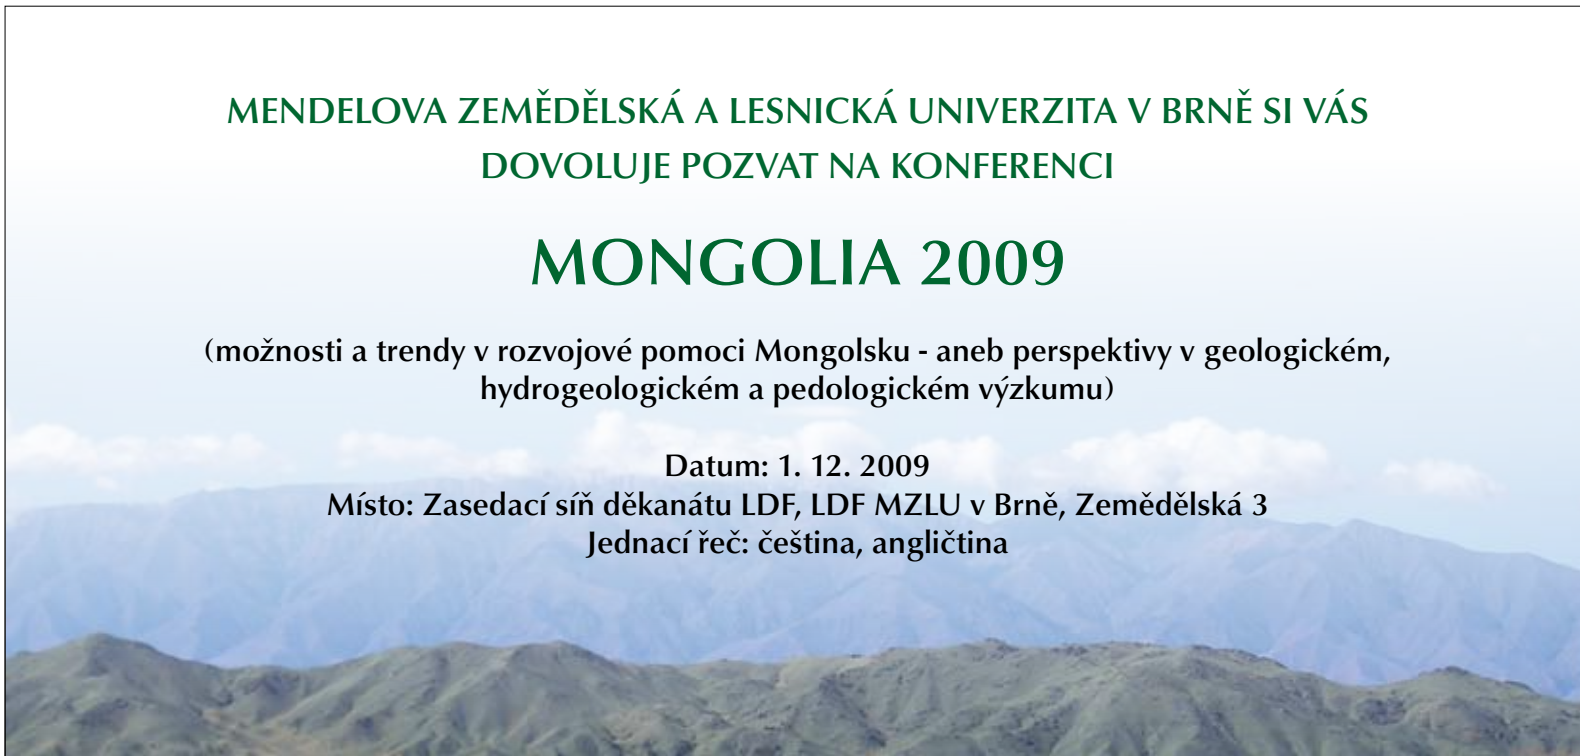 MENDELOVA ZEMĚDĚLSKÁ A LESNICKÁ UNIVERZITA V BRNĚ SI VÁS
DOVOLUJE POZVAT NA KONFERENCI
MONGOLIA 2009
(možnosti a trendy v rozvojové pomoci Mongolsku - aneb perspektivy v geologickém,
hydrogeologickém a pedologickém výzkumu)
Datum: 1. 12. 2009
Místo: Zasedací síň děkanátu LDF, LDF MZLU v Brně, Zemědělská 3
Jednací řeč: čeština, angličtina